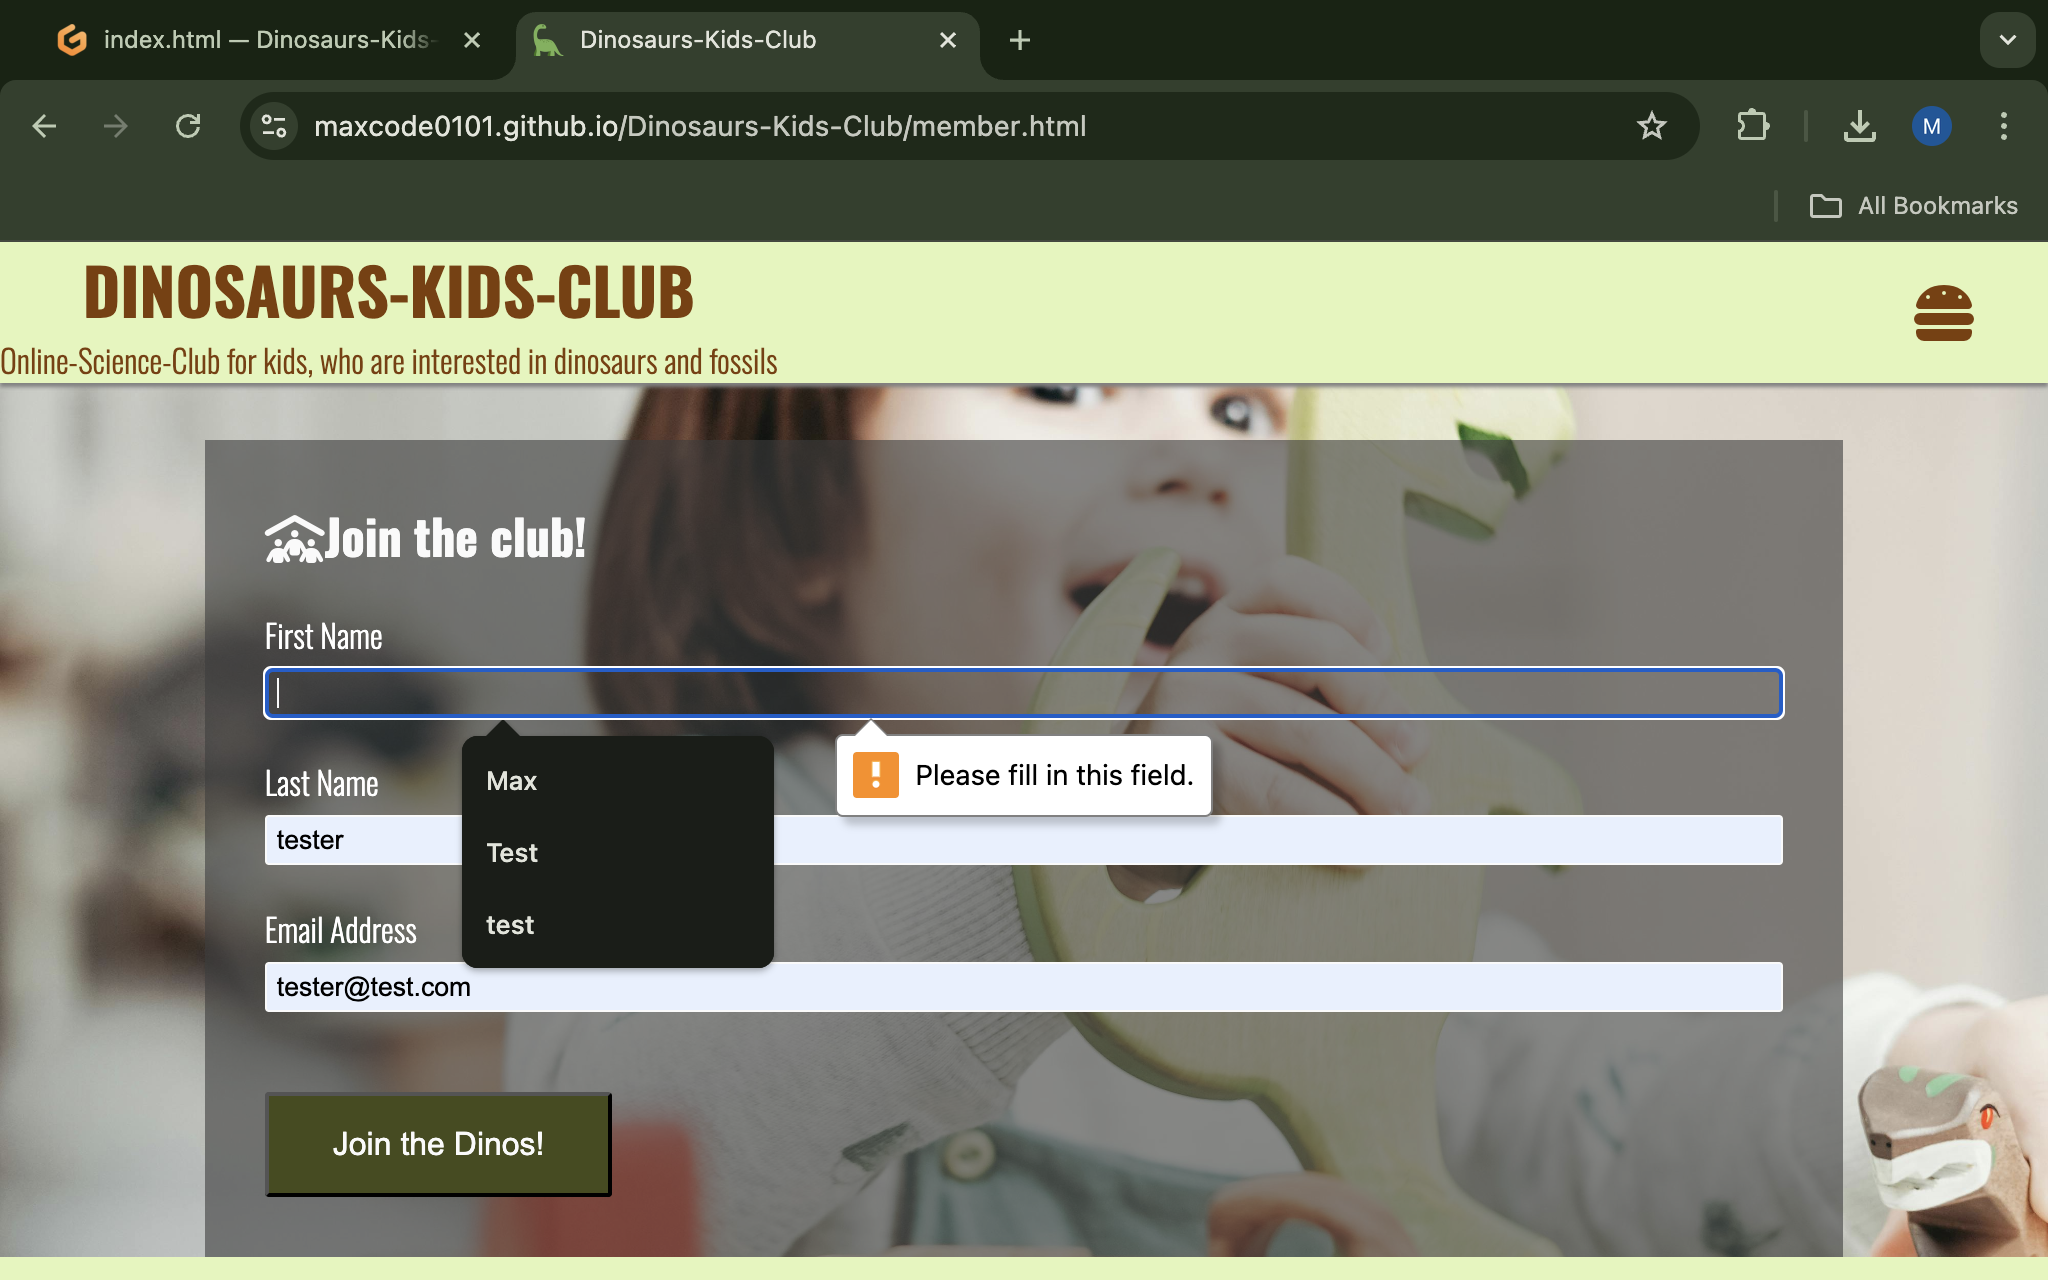 index.html — Dinosaurs-Kids-
Dinosaurs-Kids-Club
maxcode0101.github.io/Dinosaurs-Kids-Club/member.html
M
All Bookmarks
DINOSAURS-KIDS-CLUB
Online-Science-Club for kids, who are interested in dinosaurs and fossils
Join the club!
First Name
Max
Test
test
Please fill in this field.
Last Name
tester
Email Address
tester@test.com
Join the Dinos!